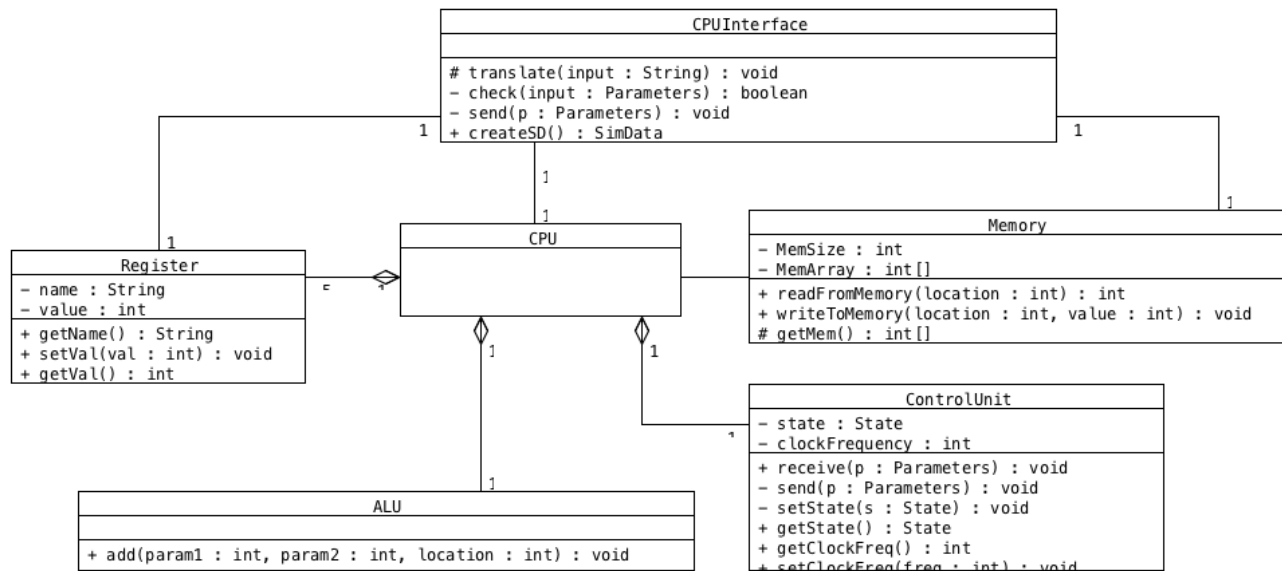 CPUInterface
# translate(input : String) : void
- check(input : Parameters) : boolean
- send(p : Parameters) : void
+ createSD() : SimData
1
1
1
1
1
1
1
CPU
Register
- name : String
- value : int
+ getName() : String
+ setVal(val : int) : void
+ getVal() : int
Memory
- MemSize : int
- MemArray : int[]
+ readFromMemory(location : int) : int
+ writeToMemory(location : int, value : int) : void
# getMem() : int[]
1
1
1
ControlUnit
- state : State
- clockFrequency : int
+ receive(p : Parameters) : void
- send(p : Parameters) : void
- setState(s : State) : void
+ getState() : State
+ getClockFreq() : int
+ setClockFreq(freq : int) : void
ALU
+ add(param1 : int, param2 : int, location : int) : void